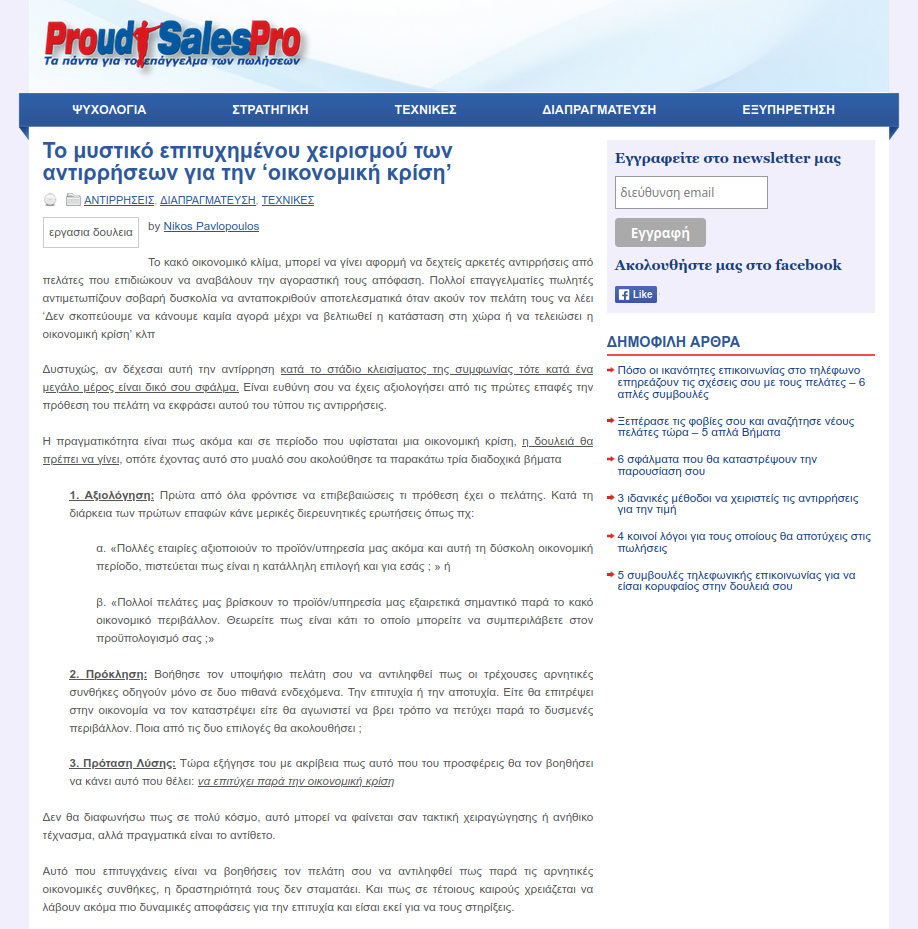 ProudSalesPro
Τα πάντα για το επάγγελμα των πωλήσεων
ΨΥΧΟΛΟΓΙΑ ΣΤΡΑΤΗΓΙΚΗ ΤΕΧΝΙΚΕΣ ΔΙΑΠΡΑΓΜΑΤΕΥΣΗ ΕΞΥΠΗΡΕΤΗΣΗ
Το μυστικό επιτυχημένου χειρισμού των
αντιρρήσεων για την ‘οικονομική κρίση’
ΑΝΤΙΡΡΗΣΕΙΣ, ΔΙΑΠΡΑΓΜΑΤΕΥΣΗ, ΤΕΧΝΙΚΕΣ
εργασια δουλεια
by Nikos Pavlopoulos
Το κακό οικονομικό κλίμα, μπορεί να γίνει αφορμή να δεχτείς αρκετές αντιρρήσεις από
πελάτες που επιδιώκουν να αναβάλουν την αγοραστική τους απόφαση. Πολλοί επαγγελματίες πωλητές
αντιμετωπίζουν σοβαρή δυσκολία να ανταποκριθούν αποτελεσματικά όταν ακούν τον πελάτη τους να λέει
‘Δεν σκοπεύουμε να κάνουμε καμία αγορά μέχρι να βελτιωθεί η κατάσταση στη χώρα ή να τελειώσει η
οικονομική κρίση’ κλπ
Δυστυχώς, αν δέχεσαι αυτή την αντίρρηση κατά το στάδιο κλεισίματος της συμφωνίας τότε κατά ένα
μεγάλο μέρος είναι δικό σου σφάλμα. Είναι ευθύνη σου να έχεις αξιολογήσει από τις πρώτες επαφές την
πρόθεση του πελάτη να εκφράσει αυτού του τύπου τις αντιρρήσεις.
Η πραγματικότητα είναι πως ακόμα και σε περίοδο που υφίσταται μια οικονομική κρίση, η δουλειά θα
πρέπει να γίνει, οπότε έχοντας αυτό στο μυαλό σου ακολούθησε τα παρακάτω τρία διαδοχικά βήματα
1. Αξιολόγηση: Πρώτα από όλα φρόντισε να επιβεβαιώσεις τι πρόθεση έχει ο πελάτης. Κατά τη
διάρκεια των πρώτων επαφών κάνε μερικές διερευνητικές ερωτήσεις όπως πχ:
α. «Πολλές εταιρίες αξιοποιούν το προϊόν/υπηρεσία μας ακόμα και αυτή τη δύσκολη οικονομική
περίοδο, πιστεύεται πως είναι η κατάλληλη επιλογή και για εσάς ; » ή
β. «Πολλοί πελάτες μας βρίσκουν το προϊόν/υπηρεσία μας εξαιρετικά σημαντικό παρά το κακό
οικονομικό περιβάλλον. Θεωρείτε πως είναι κάτι το οποίο μπορείτε να συμπεριλάβετε στον
προϋπολογισμό σας ;»
2. Πρόκληση: Βοήθησε τον υποψήφιο πελάτη σου να αντιληφθεί πως οι τρέχουσες αρνητικές
συνθήκες οδηγούν μόνο σε δυο πιθανά ενδεχόμενα. Την επιτυχία ή την αποτυχία. Είτε θα επιτρέψει
στην οικονομία να τον καταστρέψει είτε θα αγωνιστεί να βρει τρόπο να πετύχει παρά το δυσμενές
περιβάλλον. Ποια από τις δυο επιλογές θα ακολουθήσει ;
3. Πρόταση Λύσης: Τώρα εξήγησε του με ακρίβεια πως αυτό που του προσφέρεις θα τον βοηθήσει
να κάνει αυτό που θέλει: να επιτύχει παρά την οικονομική κρίση
Δεν θα διαφωνήσω πως σε πολύ κόσμο, αυτό μπορεί να φαίνεται σαν τακτική χειραγώγησης ή ανήθικο
τέχνασμα, αλλά πραγματικά είναι το αντίθετο.
Αυτό που επιτυγχάνεις είναι να βοηθήσεις τον πελάτη σου να αντιληφθεί πως παρά τις αρνητικές
οικονομικές συνθήκες, η δραστηριότητά τους δεν σταματάει. Και πως σε τέτοιους καιρούς χρειάζεται να
λάβουν ακόμα πιο δυναμικές αποφάσεις για την επιτυχία και είσαι εκεί για να τους στηρίξεις.
Εγγραφείτε στο newsletter μας
διεύθυνση email
Εγγραφή
Ακολουθήστε μας στο facebook
Like
ΔΗΜΟΦΙΛΗ ΑΡΘΡΑ
Πόσο οι ικανότητες επικοινωνίας στο τηλέφωνο
επηρεάζουν τις σχέσεις σου με τους πελάτες – 6
απλές συμβουλές
Ξεπέρασε τις φοβίες σου και αναζήτησε νέους
πελάτες τώρα – 5 απλά Βήματα
6 σφάλματα που θα καταστρέψουν την
παρουσίαση σου
3 ιδανικές μέθοδοι να χειριστείς τις αντιρρήσεις
για την τιμή
4 κοινοί λόγοι για τους οποίους θα αποτύχεις στις
πωλήσεις
5 συμβουλές τηλεφωνικής επικοινωνίας για να
είσαι κορυφαίος στην δουλειά σου